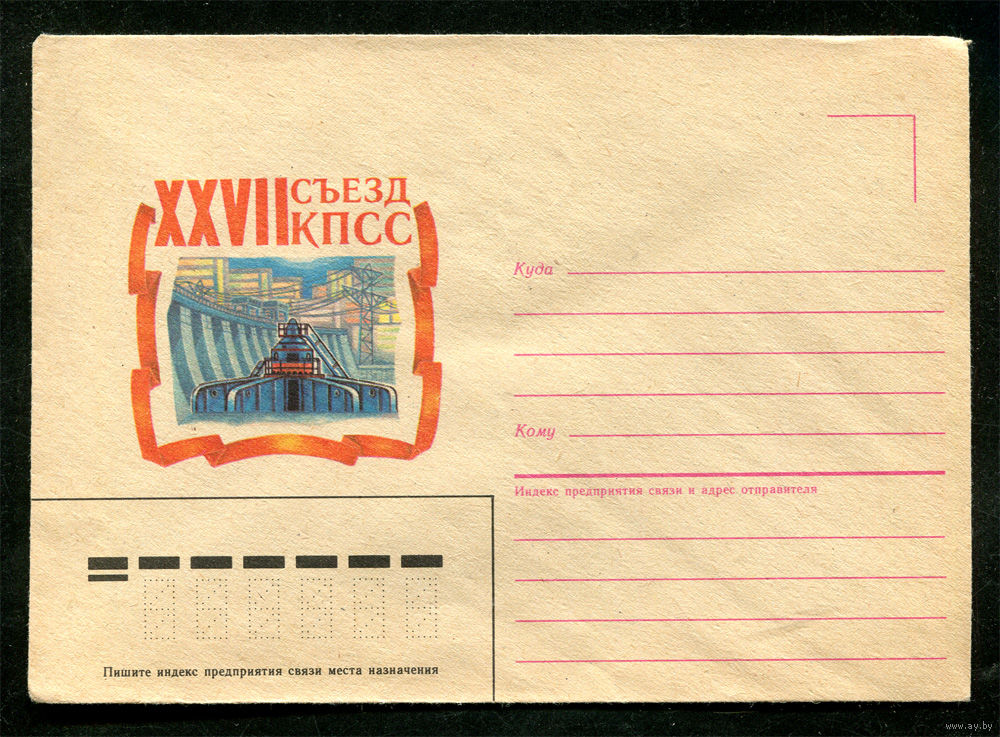 XXVII СЪЕЗД
КПСС
Куда
Кому
Индекс предприятия связи и адрес отправителя
Пишите индекс предприятия связи места назначения
www.ay.by